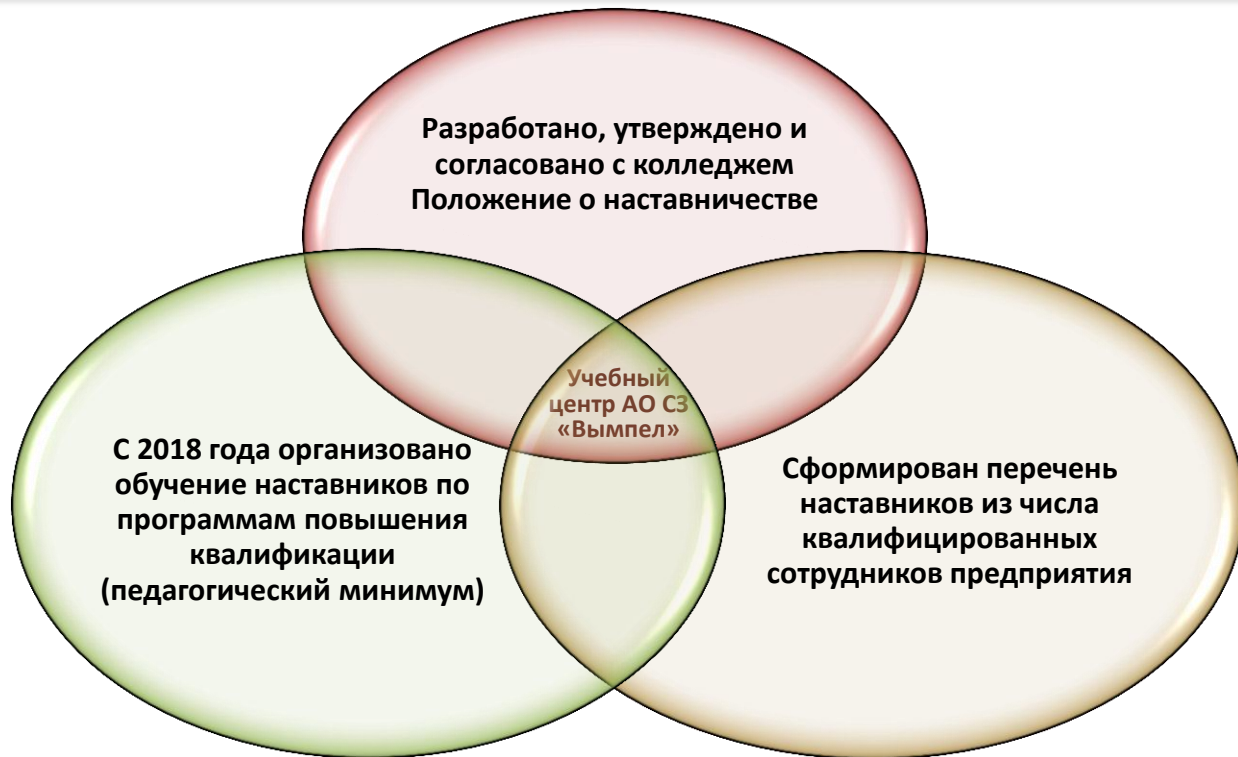 Разработано, утверждено и
согласовано с колледжем
Положение о наставничестве
Учебный
центр АО СЗ
«Вымпел»
С 2018 года организовано
обучение наставников по
программам повышения
квалификации
(педагогический минимум)
Сформирован перечень
наставников из числа
квалифицированных
сотрудников предприятия